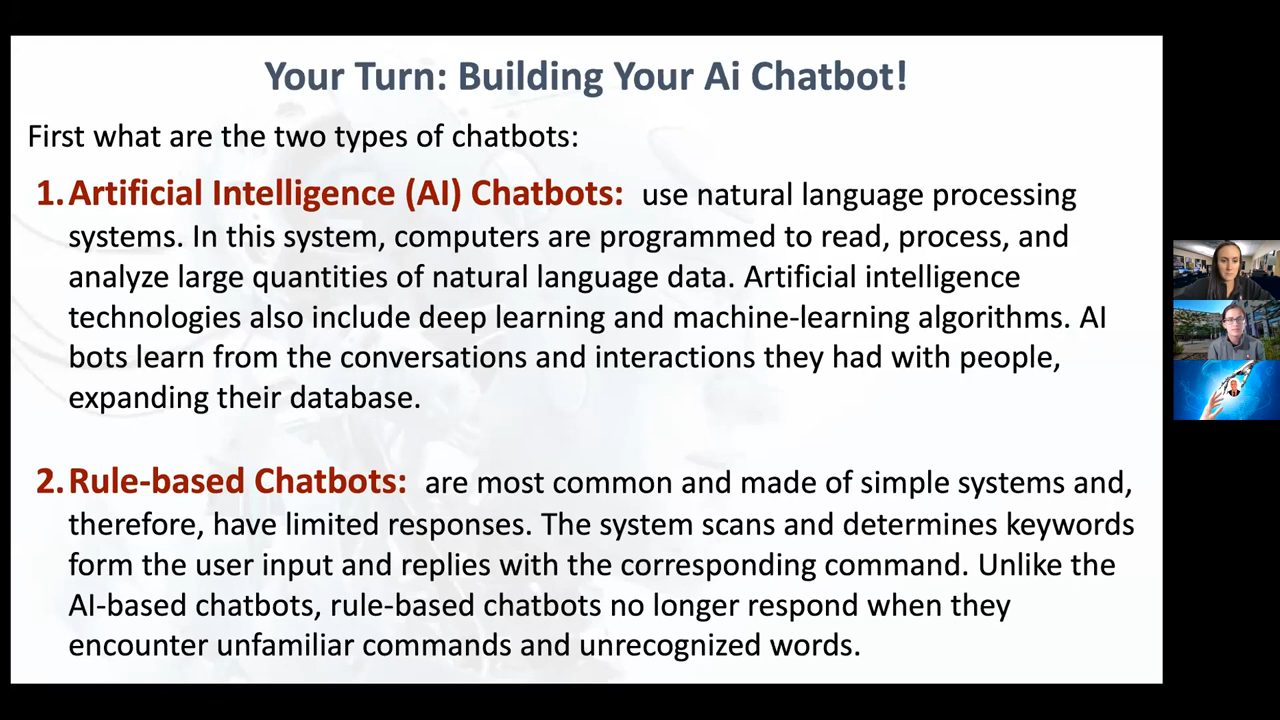 Your Turn: Building Your Ai Chatbot!
First what are the two types of chatbots:
1. Artificial Intelligence (AI) Chatbots: use natural language processing
systems. In this system, computers are programmed to read, process, and
analyze large quantities of natural language data. Artificial intelligence
technologies also include deep learning and machine-learning algorithms. AI
bots learn from the conversations and interactions they had with people,
expanding their database.
2. Rule-based Chatbots: are most common and made of simple systems and,
therefore, have limited responses. The system scans and determines keywords
form the user input and replies with the corresponding command. Unlike the
AI-based chatbots, rule-based chatbots no longer respond when they
encounter unfamiliar commands and unrecognized words.